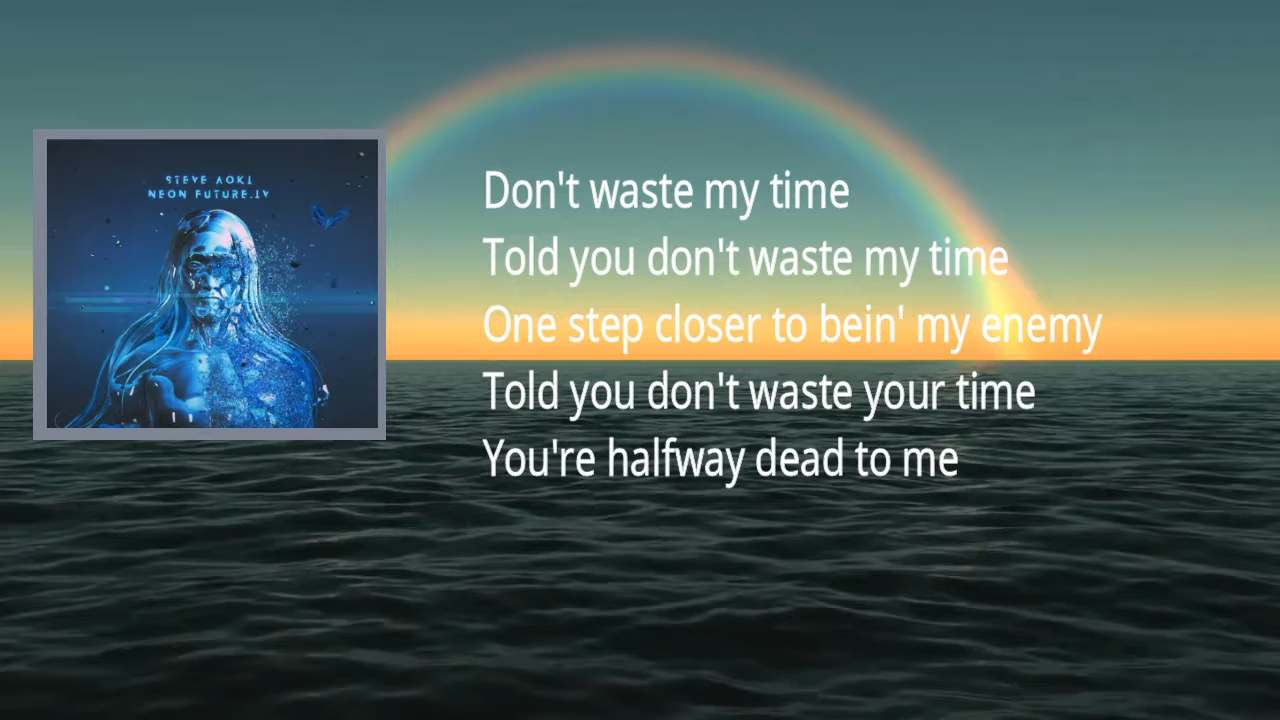 STEVE AOKI
NEON FUTURE.IV
Don't waste my time
Told you don't waste my time
One step closer to bein' my enemy
Told you don't waste your time
You're halfway dead to me